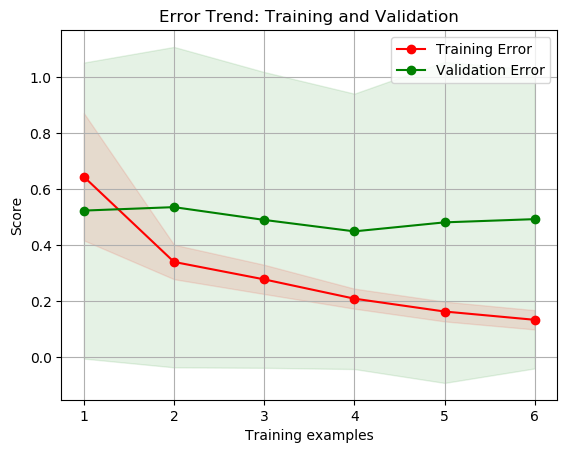 Error Trend: Training and Validation
Training Error
Validation Error
1.0
0.8
0.6
0.4
0.2
0.0
Score
1 2 3 4 5 6
Training examples